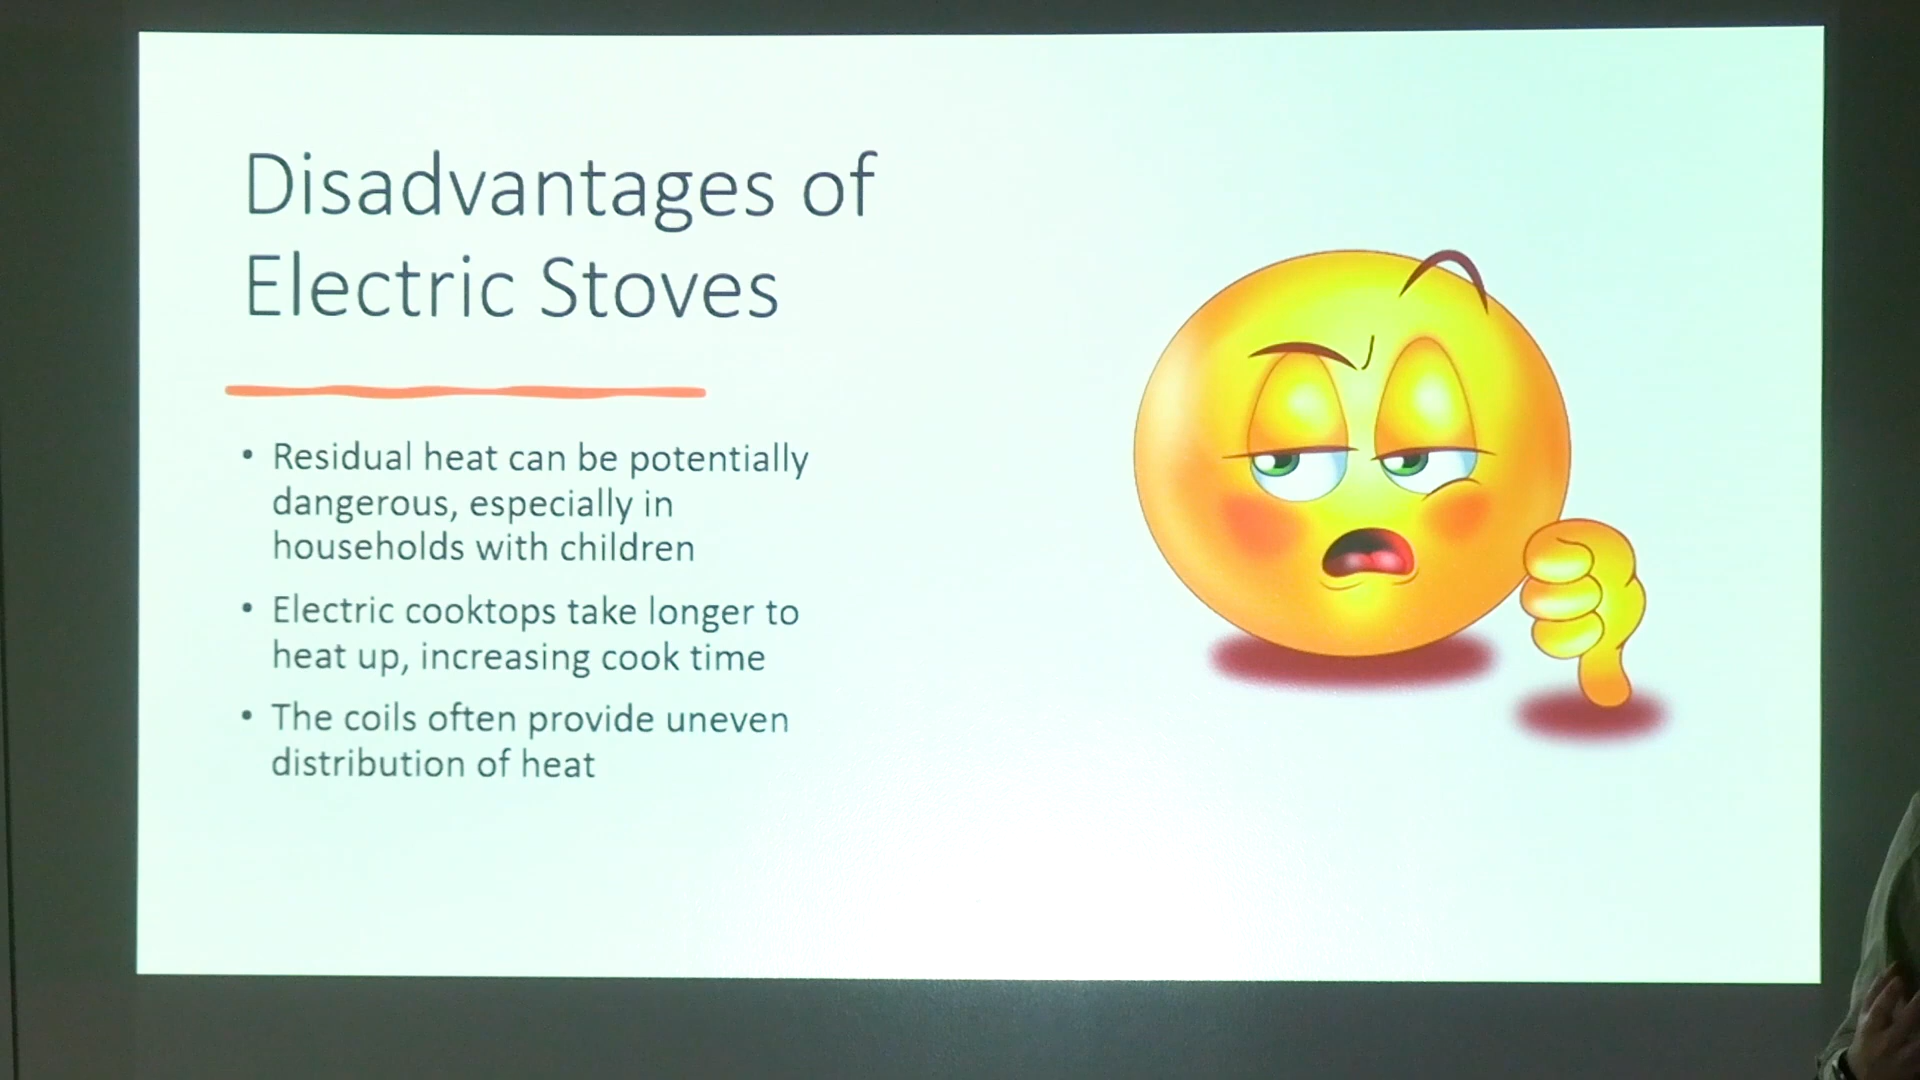 Disadvantages of
Electric Stoves
• Residual heat can be potentially
dangerous, especially in
households with children
• Electric cooktops take longer to
heat up, increasing cook time
• The coils often provide uneven
distribution of heat